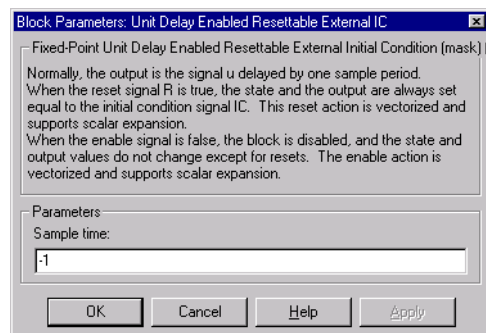 Block Parameters: Unit Delay Enabled Resettable External IC
Fixed-Point Unit Delay Enabled Resettable External Initial Condition (mask)
Normally, the output is the signal u delayed by one sample period.
When the reset signal R is true, the state and the output are always set
equal to the initial condition signal IC. This reset action is vectorized and
supports scalar expansion.
When the enable signal is false, the block is disabled, and the state and
output values do not change except for resets. The enable action is
vectorized and supports scalar expansion.
Parameters
Sample time:
-1
OK Cancel Help Apply